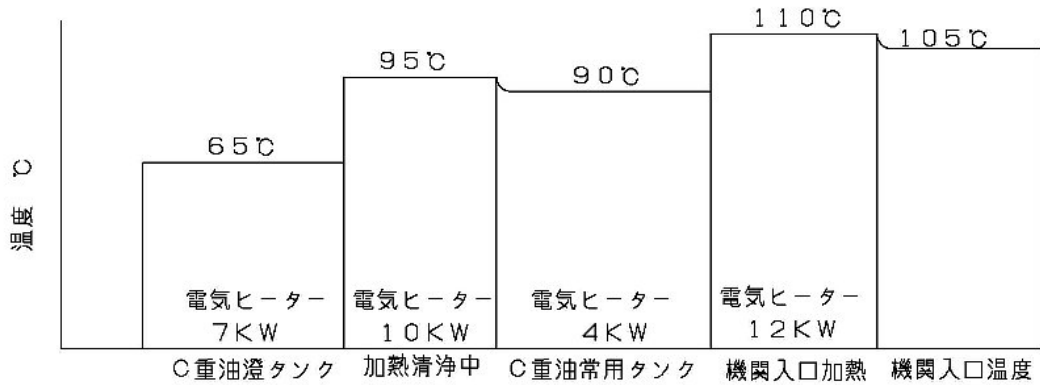 110℃
105℃
95℃
90℃
65℃
温度 ℃
電気ヒーター
7KW
電気ヒーター
10KW
電気ヒーター
4KW
電気ヒーター
12KW
C重油澄タンク
加熱清浄中
C重油常用タンク
機関入口加熱
機関入口温度